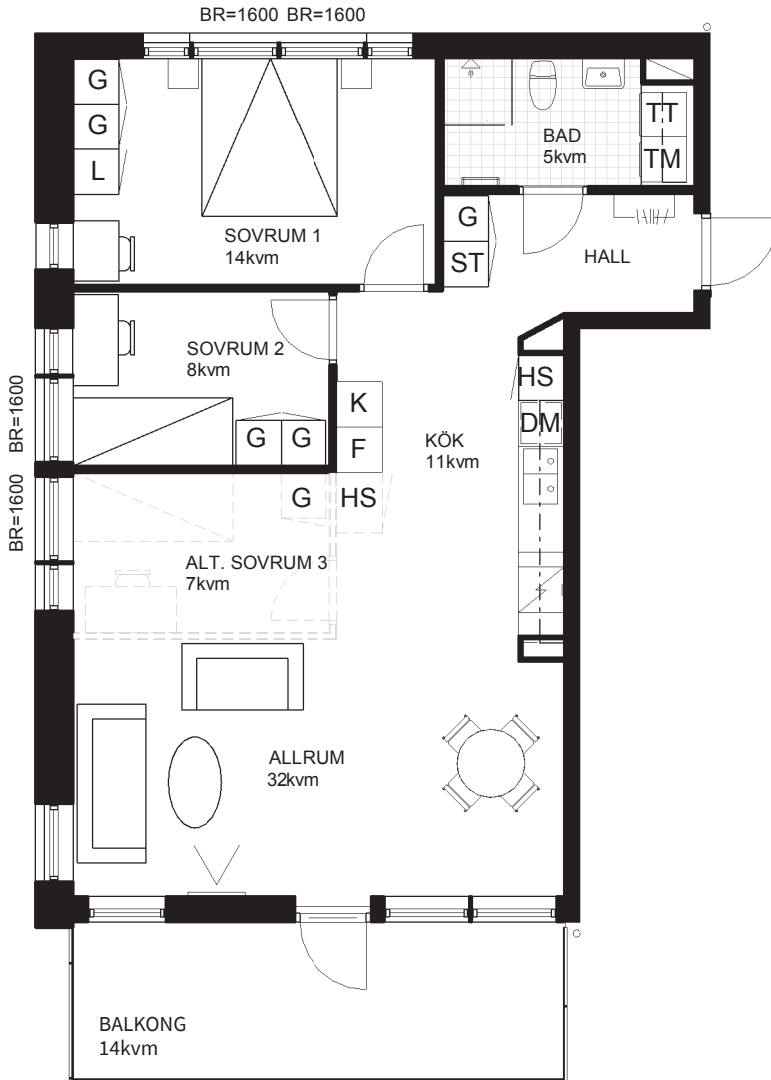 BR=1600 BR=1600
G
G
L
SOVRUM 1
14kvm
BAD
5kvm
TT
TM
G
ST
HALL
SOVRUM 2
8kvm
G G
K
F
KÖK
11kvm
HS
DM
BR=1600
BR=1600
G HS
ALT. SOVRUM 3
7kvm
ALLRUM
32kvm
BALKONG
14kvm